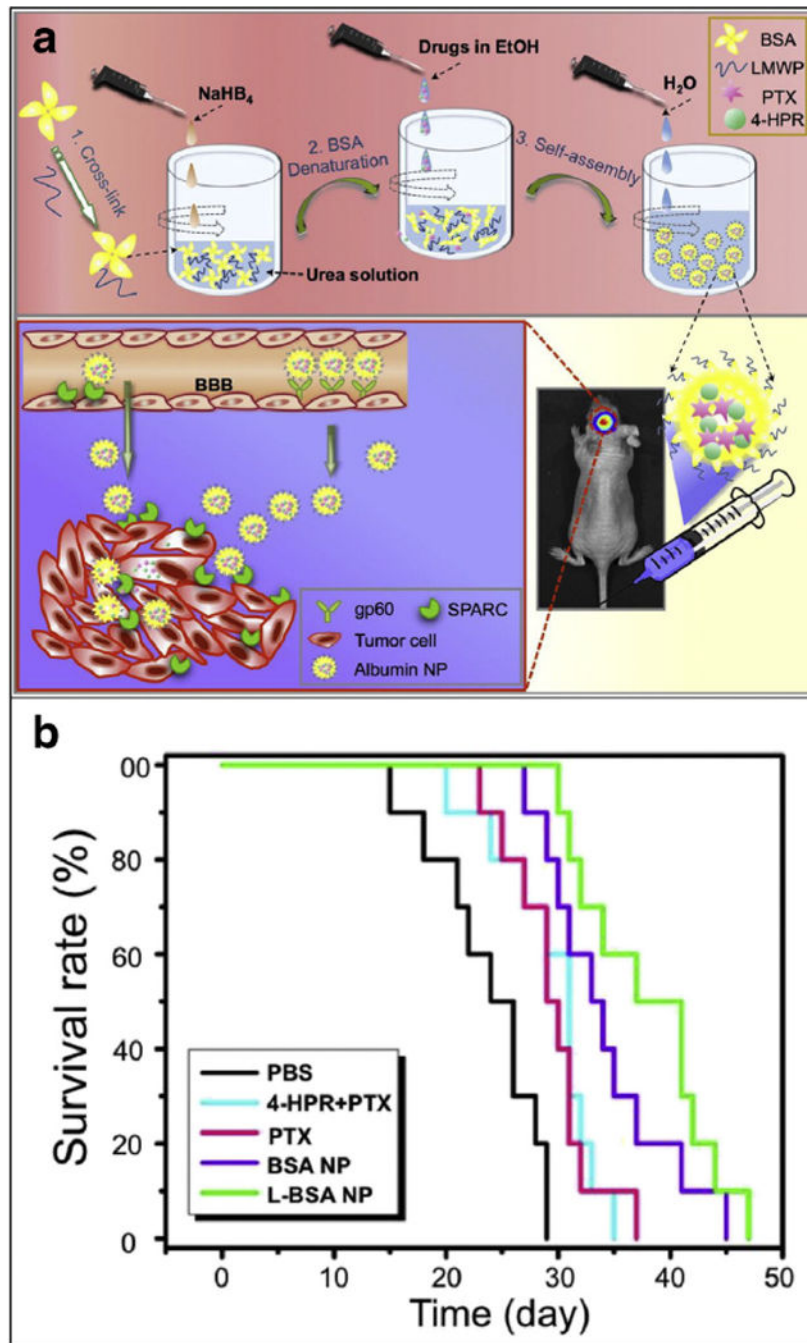 a
NaHB4
Drugs in EtOH
H2O
BSA
LMWP
PTX
4-HPR
1. Cross-link
2. BSA
Denaturation
3. Self-assembly
Urea solution
BBB
gp60
SPARC
Tumor cell
Albumin NP
b
Survival rate (%)
00
80
60
40
20
0
PBS
4-HPR+PTX
PTX
BSA NP
L-BSA NP
0
10
20
30
40
50
Time (day)